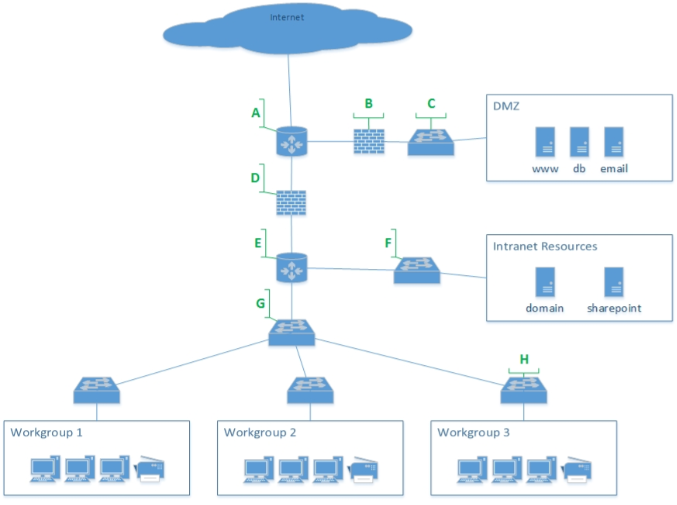 Internet
A
B
C
DMZ
www db email
D
E
F
Intranet Resources
domain sharepoint
G
H
Workgroup 1
Workgroup 2
Workgroup 3